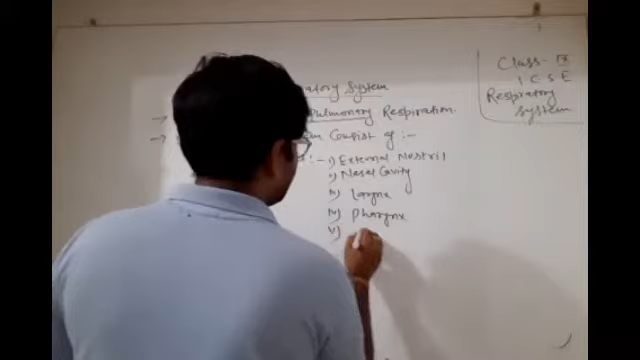 Class - IX
ICSE
Respiratory
System
atory System
→ Pulmonary Respiration.
→ Consist of :-
:- i) External Nostril
ii) Nasal Cavity
iii) Larynx
iv) Pharynx
v)